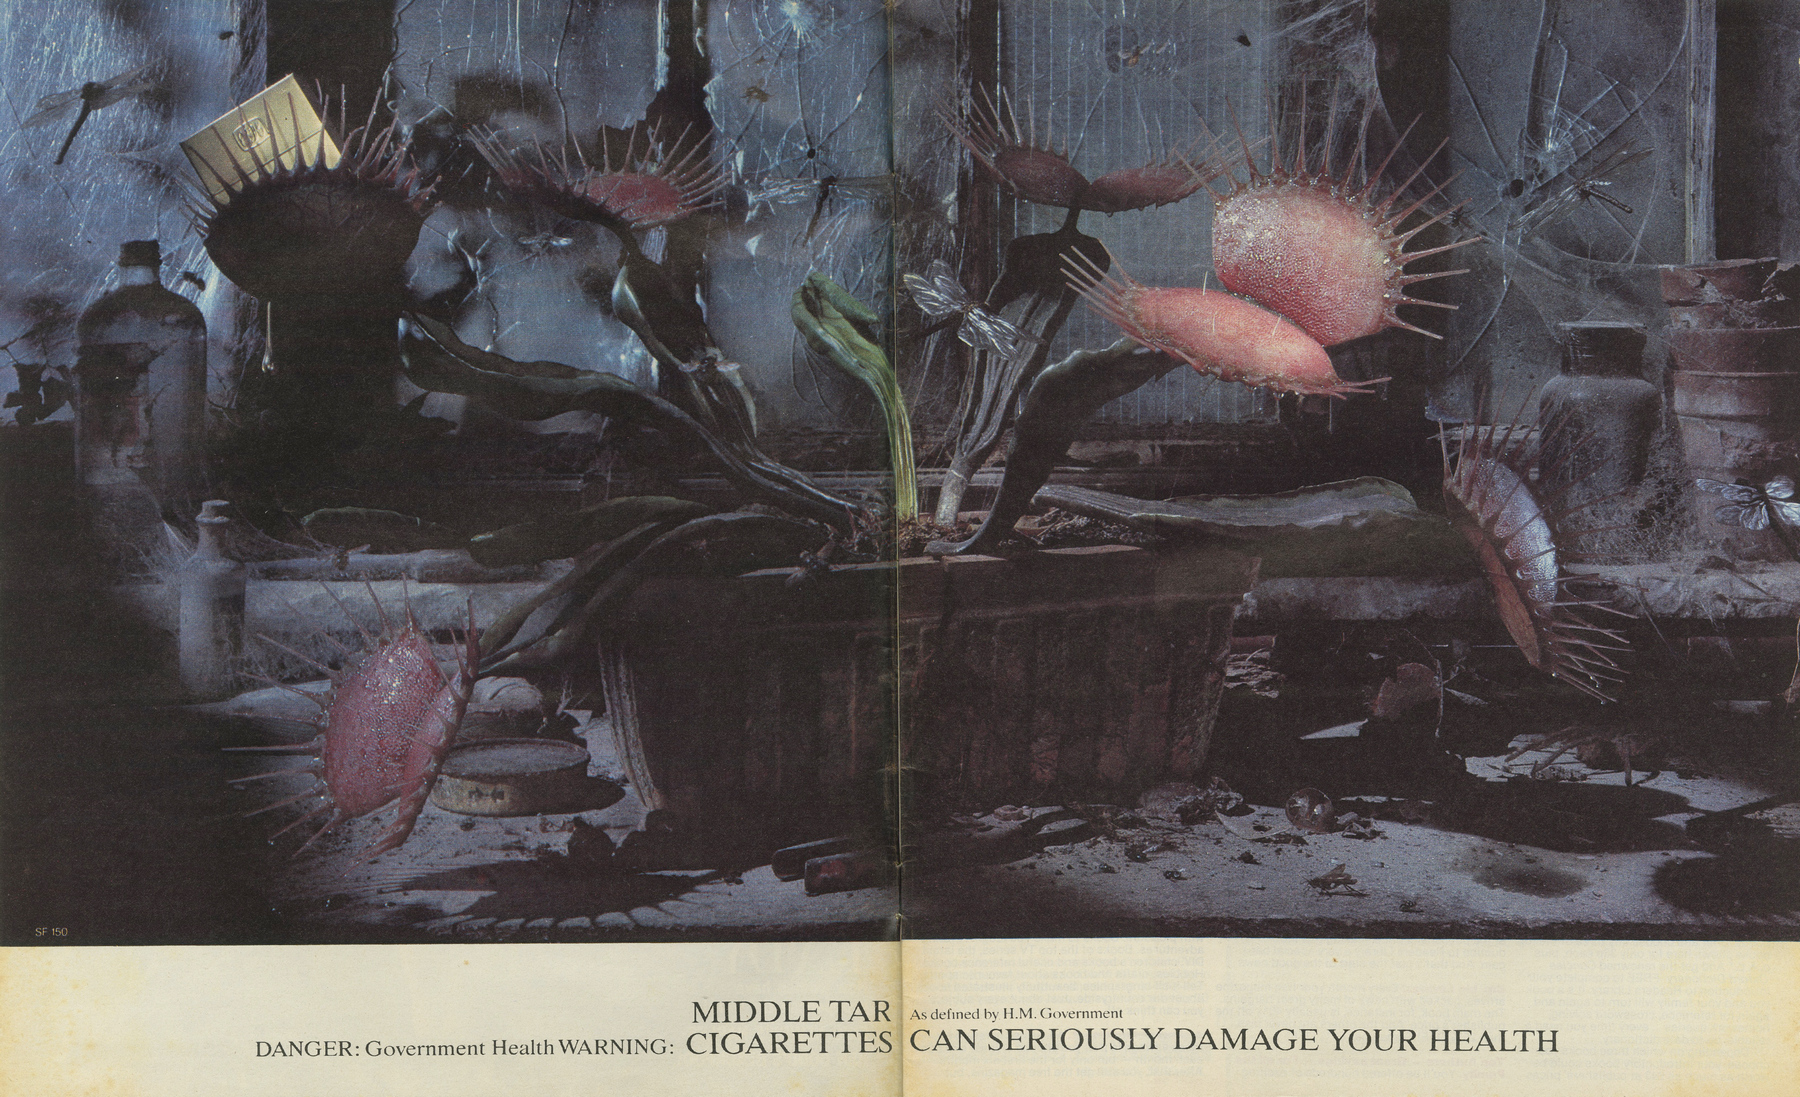 SF 150
MIDDLE TAR As defined by H.M. Government
DANGER: Government Health WARNING: CIGARETTES CAN SERIOUSLY DAMAGE YOUR HEALTH